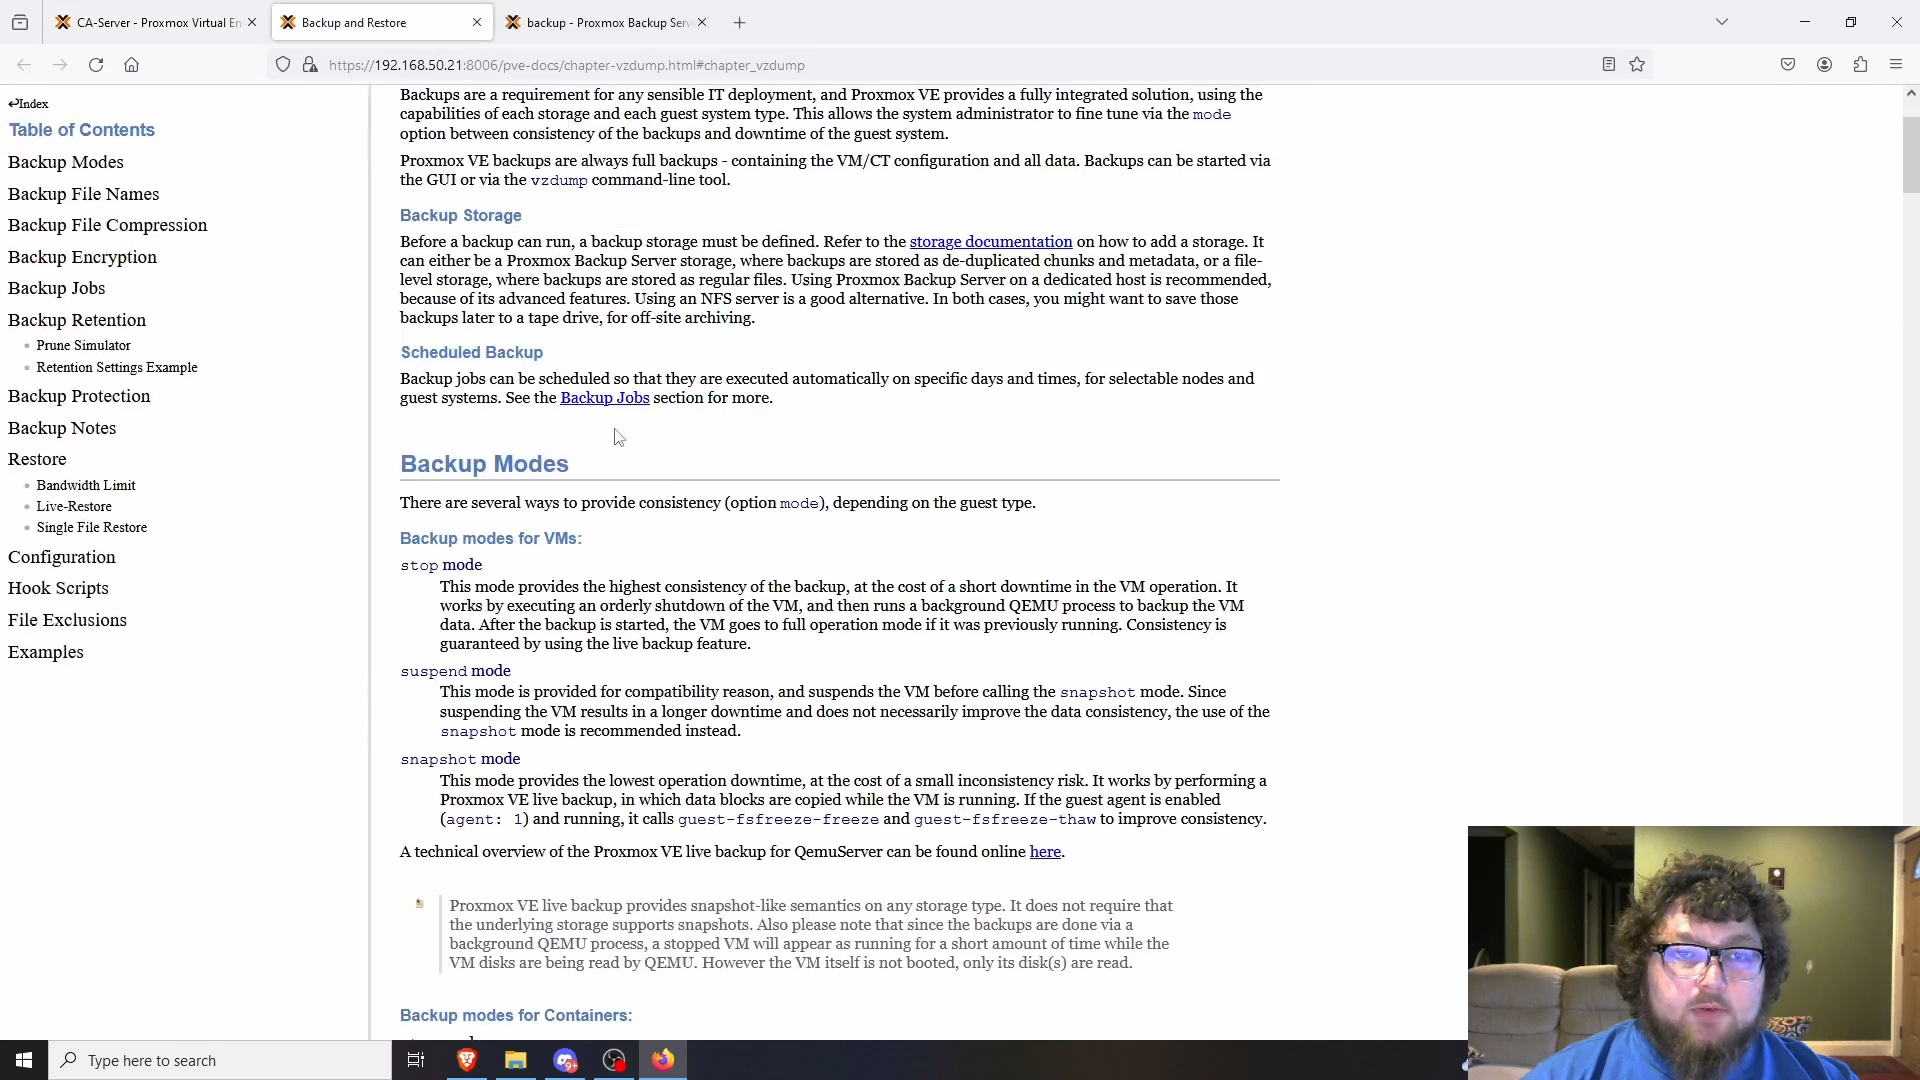 CA-Server - Proxmox Virtual En
Backup and Restore
backup - Proxmox Backup Serv
https://192.168.50.21:8006/pve-docs/chapter-vzdump.html#chapter_vzdump
Index
Table of Contents
Backup Modes
Backup File Names
Backup File Compression
Backup Encryption
Backup Jobs
Backup Retention
Prune Simulator
Retention Settings Example
Backup Protection
Backup Notes
Restore
Bandwidth Limit
Live-Restore
Single File Restore
Configuration
Hook Scripts
File Exclusions
Examples
Backups are a requirement for any sensible IT deployment, and Proxmox VE provides a fully integrated solution, using the
capabilities of each storage and each guest system type. This allows the system administrator to fine tune via the mode
option between consistency of the backups and downtime of the guest system.
Proxmox VE backups are always full backups - containing the VM/CT configuration and all data. Backups can be started via
the GUI or via the vzdump command-line tool.
Backup Storage
Before a backup can run, a backup storage must be defined. Refer to the storage documentation on how to add a storage. It
can either be a Proxmox Backup Server storage, where backups are stored as de-duplicated chunks and metadata, or a file-
level storage, where backups are stored as regular files. Using Proxmox Backup Server on a dedicated host is recommended,
because of its advanced features. Using an NFS server is a good alternative. In both cases, you might want to save those
backups later to a tape drive, for off-site archiving.
Scheduled Backup
Backup jobs can be scheduled so that they are executed automatically on specific days and times, for selectable nodes and
guest systems. See the Backup Jobs section for more.
Backup Modes
There are several ways to provide consistency (option mode), depending on the guest type.
Backup modes for VMs:
stop mode
This mode provides the highest consistency of the backup, at the cost of a short downtime in the VM operation. It
works by executing an orderly shutdown of the VM, and then runs a background QEMU process to backup the VM
data. After the backup is started, the VM goes to full operation mode if it was previously running. Consistency is
guaranteed by using the live backup feature.
suspend mode
This mode is provided for compatibility reason, and suspends the VM before calling the snapshot mode. Since
suspending the VM results in a longer downtime and does not necessarily improve the data consistency, the use of the
snapshot mode is recommended instead.
snapshot mode
This mode provides the lowest operation downtime, at the cost of a small inconsistency risk. It works by performing a
Proxmox VE live backup, in which data blocks are copied while the VM is running. If the guest agent is enabled
(agent: 1) and running, it calls guest-fsfreeze-freeze and guest-fsfreeze-thaw to improve consistency.
A technical overview of the Proxmox VE live backup for QemuServer can be found online here.
Proxmox VE live backup provides snapshot-like semantics on any storage type. It does not require that
the underlying storage supports snapshots. Also please note that since the backups are done via a
background QEMU process, a stopped VM will appear as running for a short amount of time while the
VM disks are being read by QEMU. However the VM itself is not booted, only its disk(s) are read.
Backup modes for Containers:
Type here to search
9+